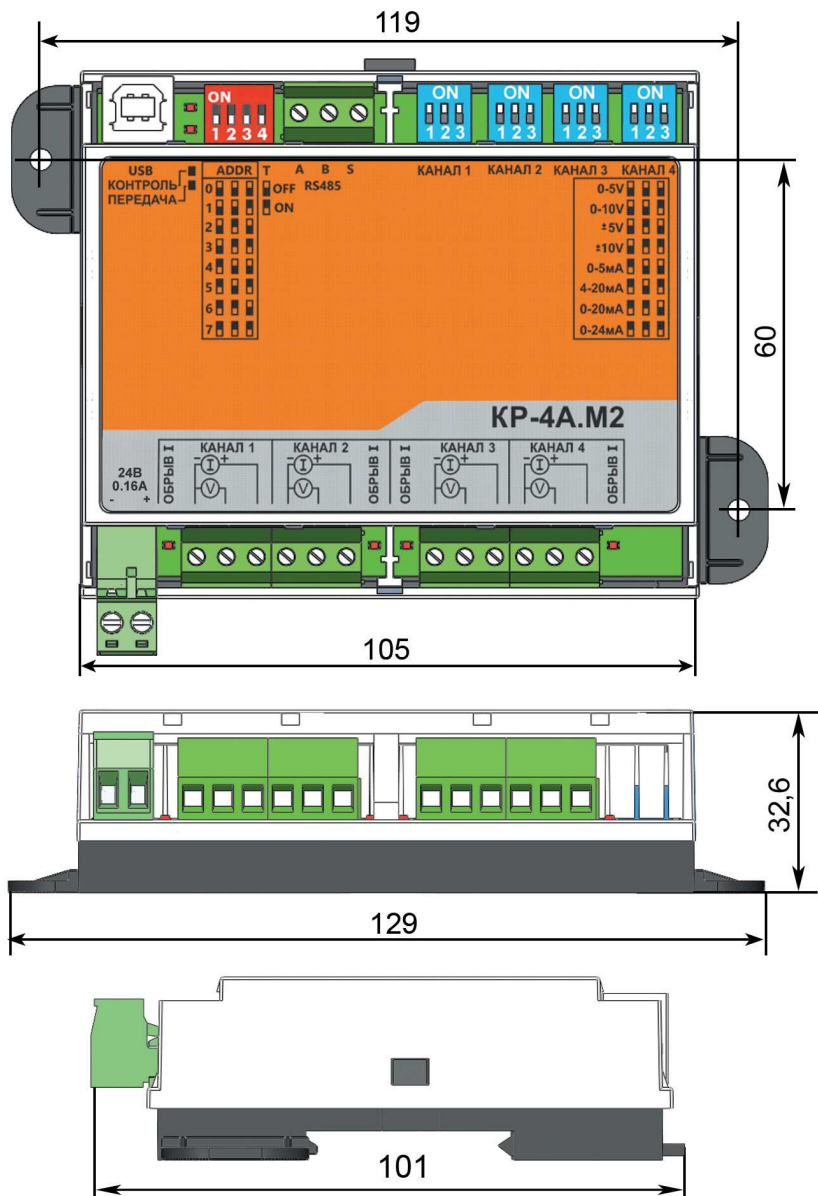 119
ON
1 2 3 4
ON
1 2 3
ON
1 2 3
ON
1 2 3
ON
1 2 3
USB
КОНТРОЛЬ
ПЕРЕДАЧА
ADDR T A B S
RS485
OFF
ON
0
1
2
3
4
5
6
7
КАНАЛ 1 КАНАЛ 2 КАНАЛ 3 КАНАЛ 4
0-5V
0-10V
±5V
±10V
0-5мА
4-20мА
0-20мА
0-24мА
60
КР-4А.М2
24В
0.16А
- +
ОБРЫВ I
КАНАЛ 1
- I +
V
КАНАЛ 2
- I +
V
ОБРЫВ I
ОБРЫВ I
КАНАЛ 3
- I +
V
КАНАЛ 4
- I +
V
ОБРЫВ I
105
32,6
129
101